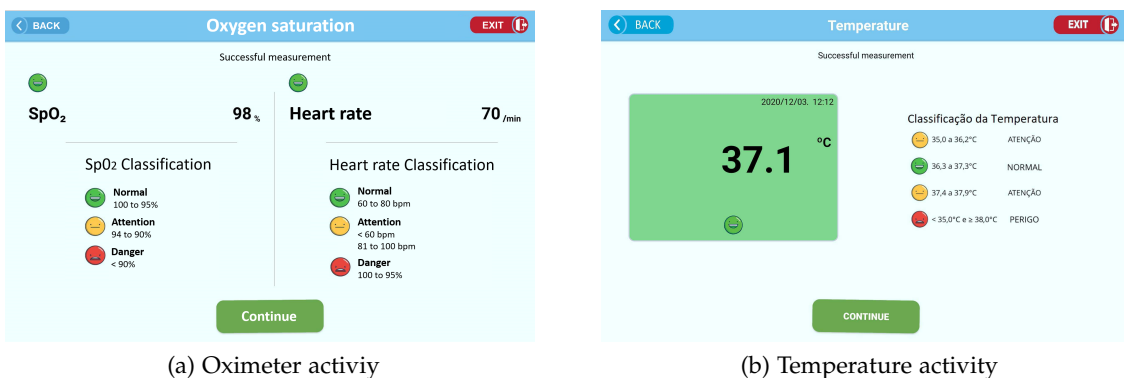 BACK
Oxygen saturation
EXIT
Successful measurement
SpO₂ 98 %
Heart rate 70 /min
Sp02 Classification
Normal
100 to 95%
Attention
94 to 90%
Danger
< 90%
Heart rate Classification
Normal
60 to 80 bpm
Attention
< 60 bpm
81 to 100 bpm
Danger
100 to 95%
Continue
(a) Oximeter activiy
BACK
Temperature
EXIT
Successful measurement
2020/12/03. 12:12
37.1 °C
Classificação da Temperatura
35,0 a 36,2°C ATENÇÃO
36,3 a 37,3°C NORMAL
37,4 a 37,9°C ATENÇÃO
< 35,0°C e ≥ 38,0°C PERIGO
CONTINUE
(b) Temperature activity